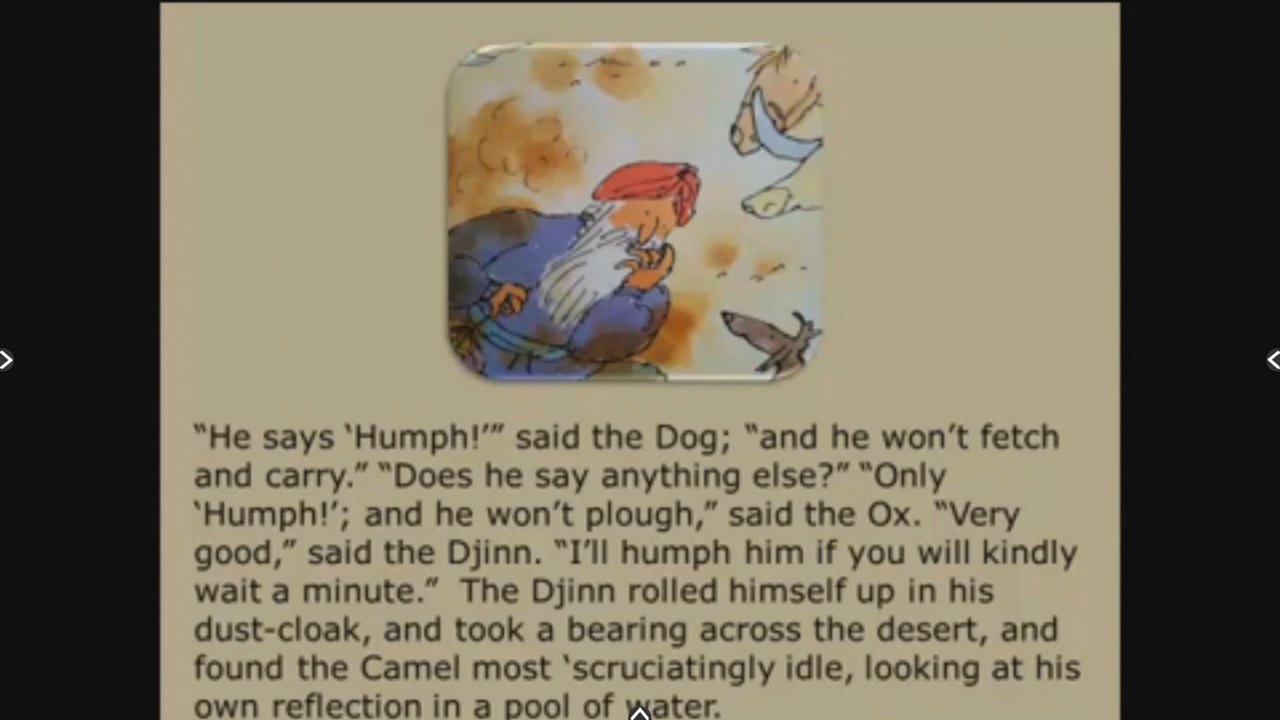 “He says ‘Humph!’” said the Dog; “and he won’t fetch
and carry.” “Does he say anything else?” “Only
‘Humph!’; and he won’t plough,” said the Ox. “Very
good,” said the Djinn. “I’ll humph him if you will kindly
wait a minute.”  The Djinn rolled himself up in his
dust-cloak, and took a bearing across the desert, and
found the Camel most ‘scruciatingly idle, looking at his
own reflection in a pool of water.